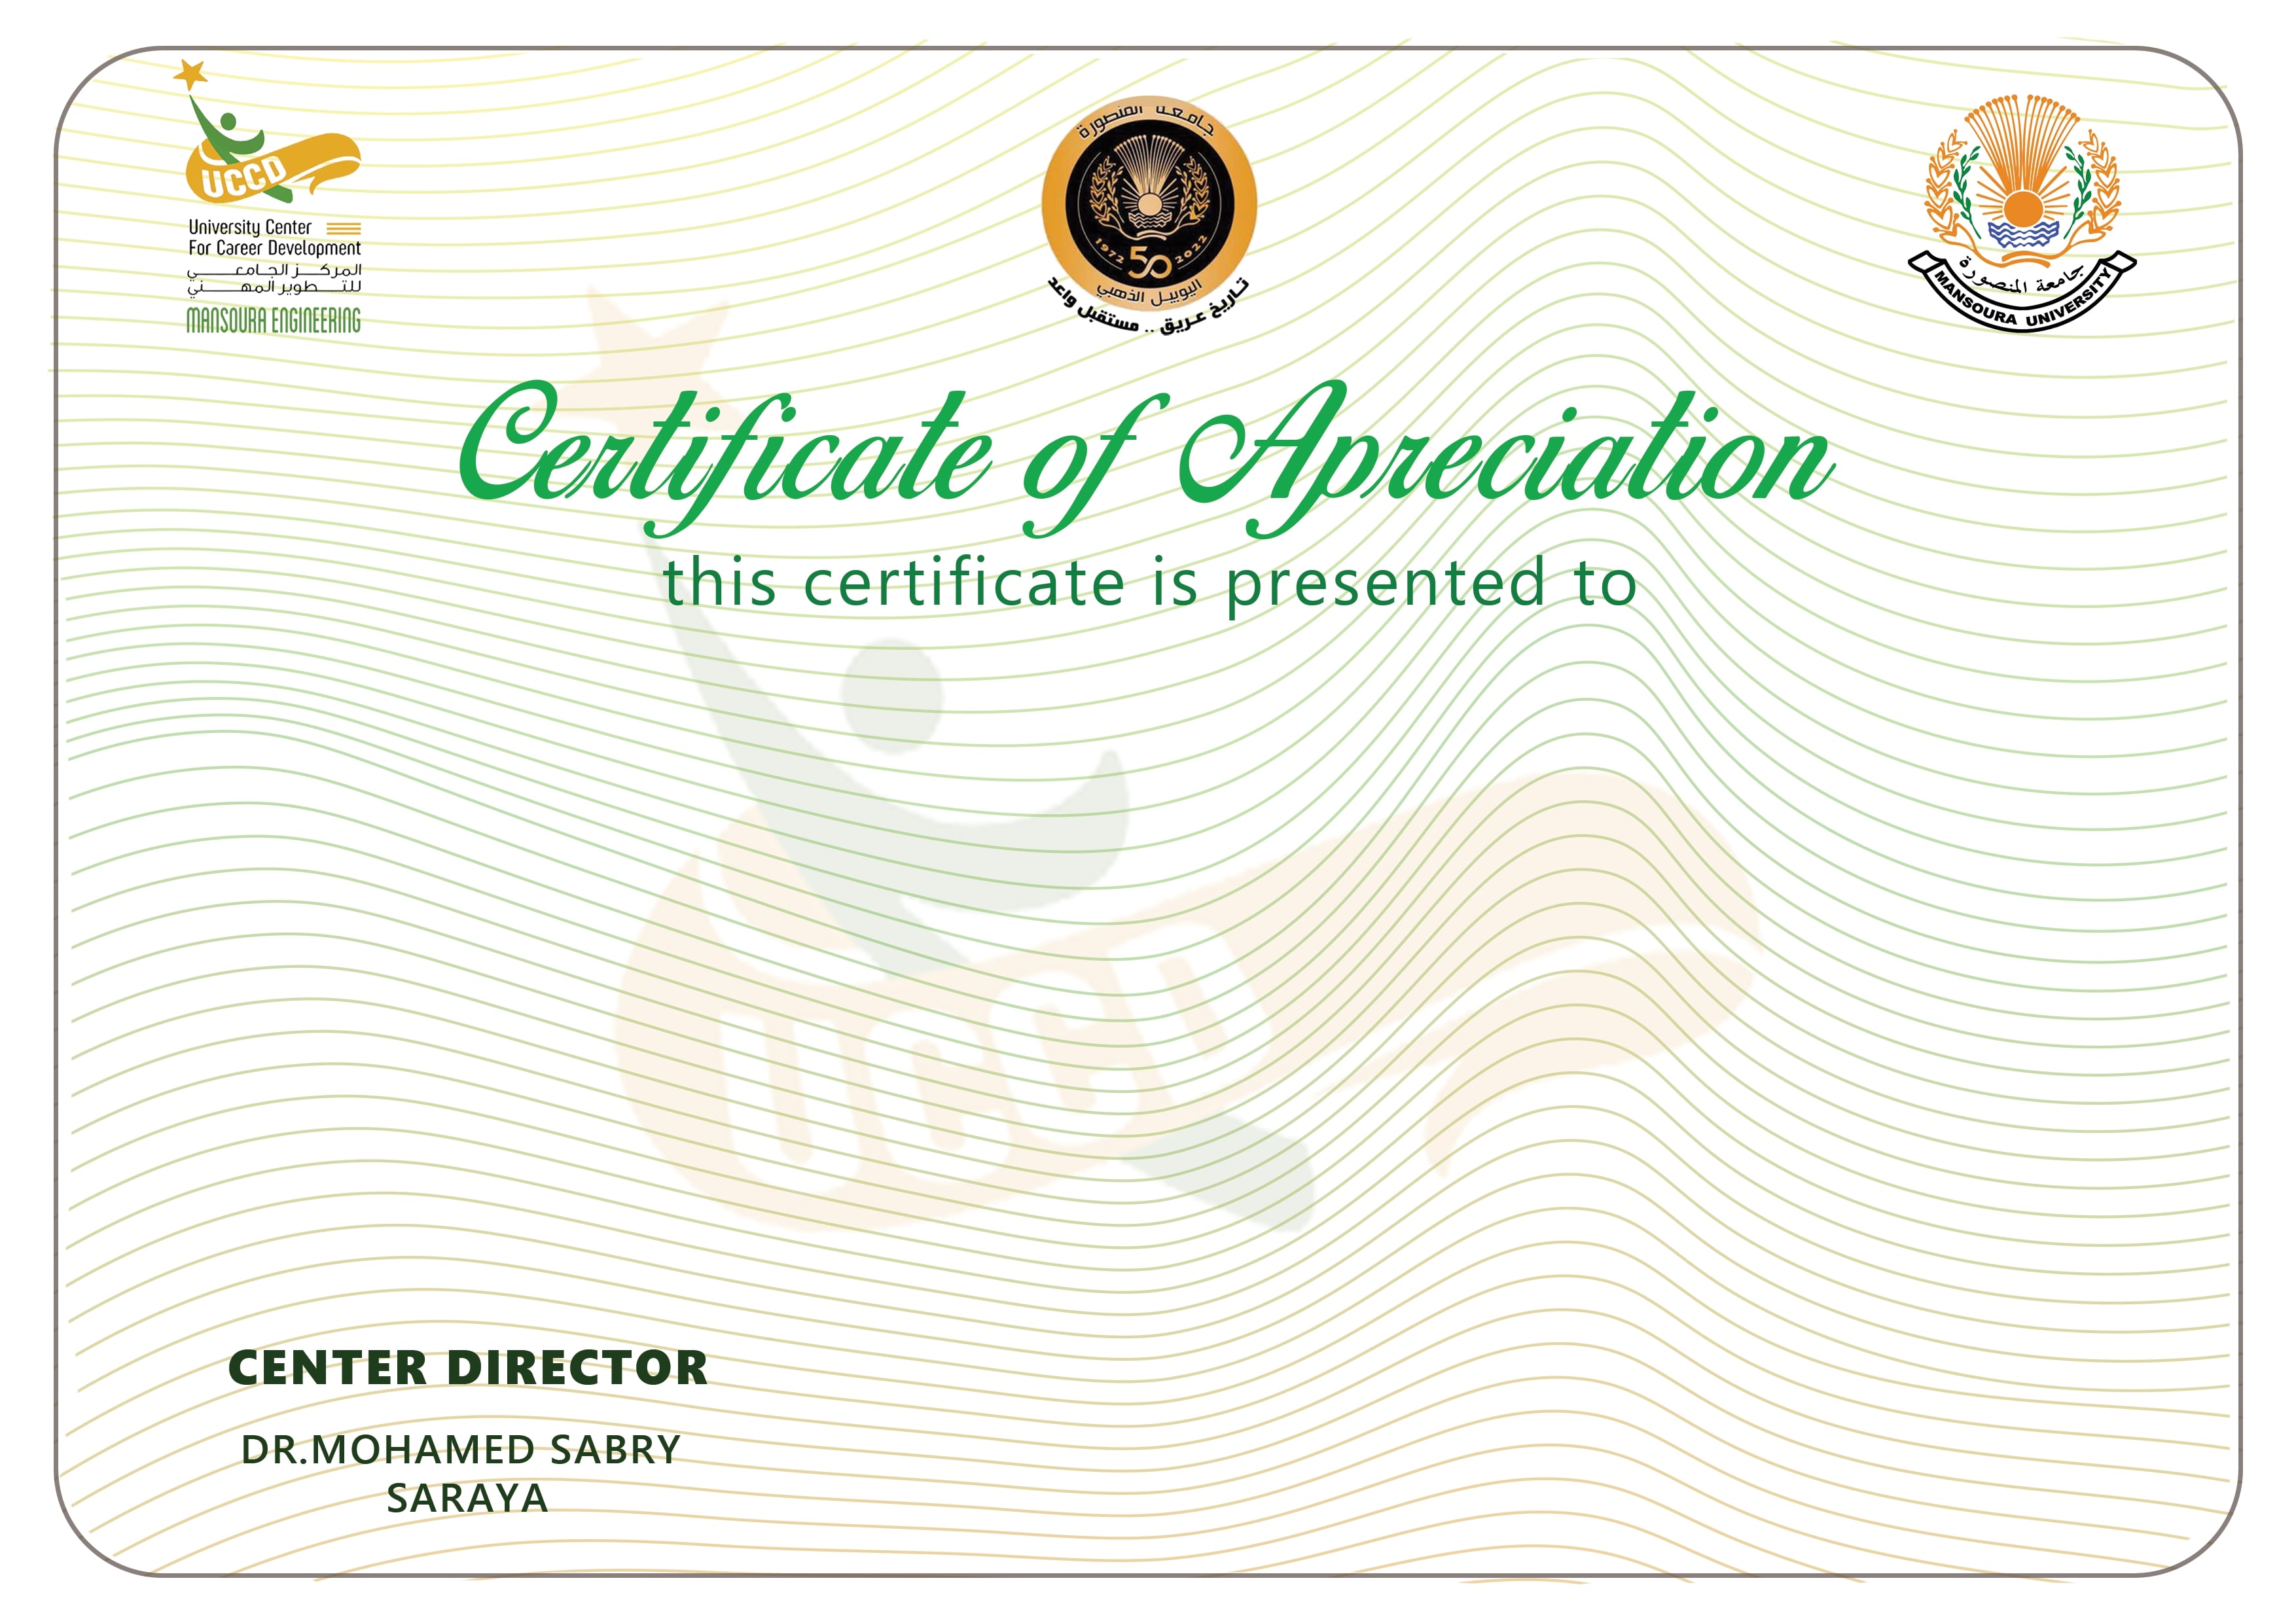 UCCD
University Center
For Career Development
المركز الجامعي
للتطوير المهني
MANSOURA ENGINEERING
جامعة المنصورة
1972 50 2022
اليوبيل الذهبي
تاريخ عريق .. مستقبل واعد
جامعة المنصورة
MANSOURA UNIVERSITY
Certificate of Apreciation
this certificate is presented to
UCCD
CENTER DIRECTOR
DR.MOHAMED SABRY
SARAYA